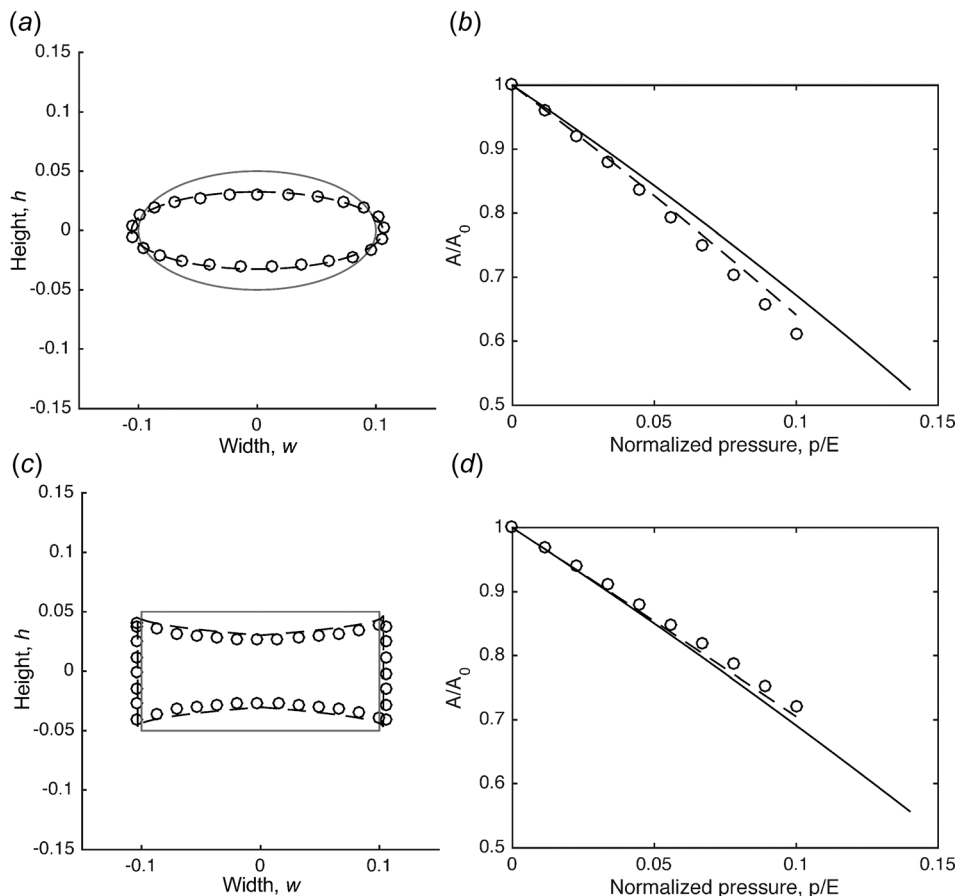 (a)
0.15
0.1
0.05
0
-0.05
-0.1
-0.15
Height, h
-0.1 0 0.1
Width, w
(b)
1
0.9
0.8
0.7
0.6
0.5
A/A0
0 0.05 0.1 0.15
Normalized pressure, p/E
(c)
0.15
0.1
0.05
0
-0.05
-0.1
-0.15
Height, h
-0.1 0 0.1
Width, w
(d)
1
0.9
0.8
0.7
0.6
0.5
A/A0
0 0.05 0.1 0.15
Normalized pressure, p/E